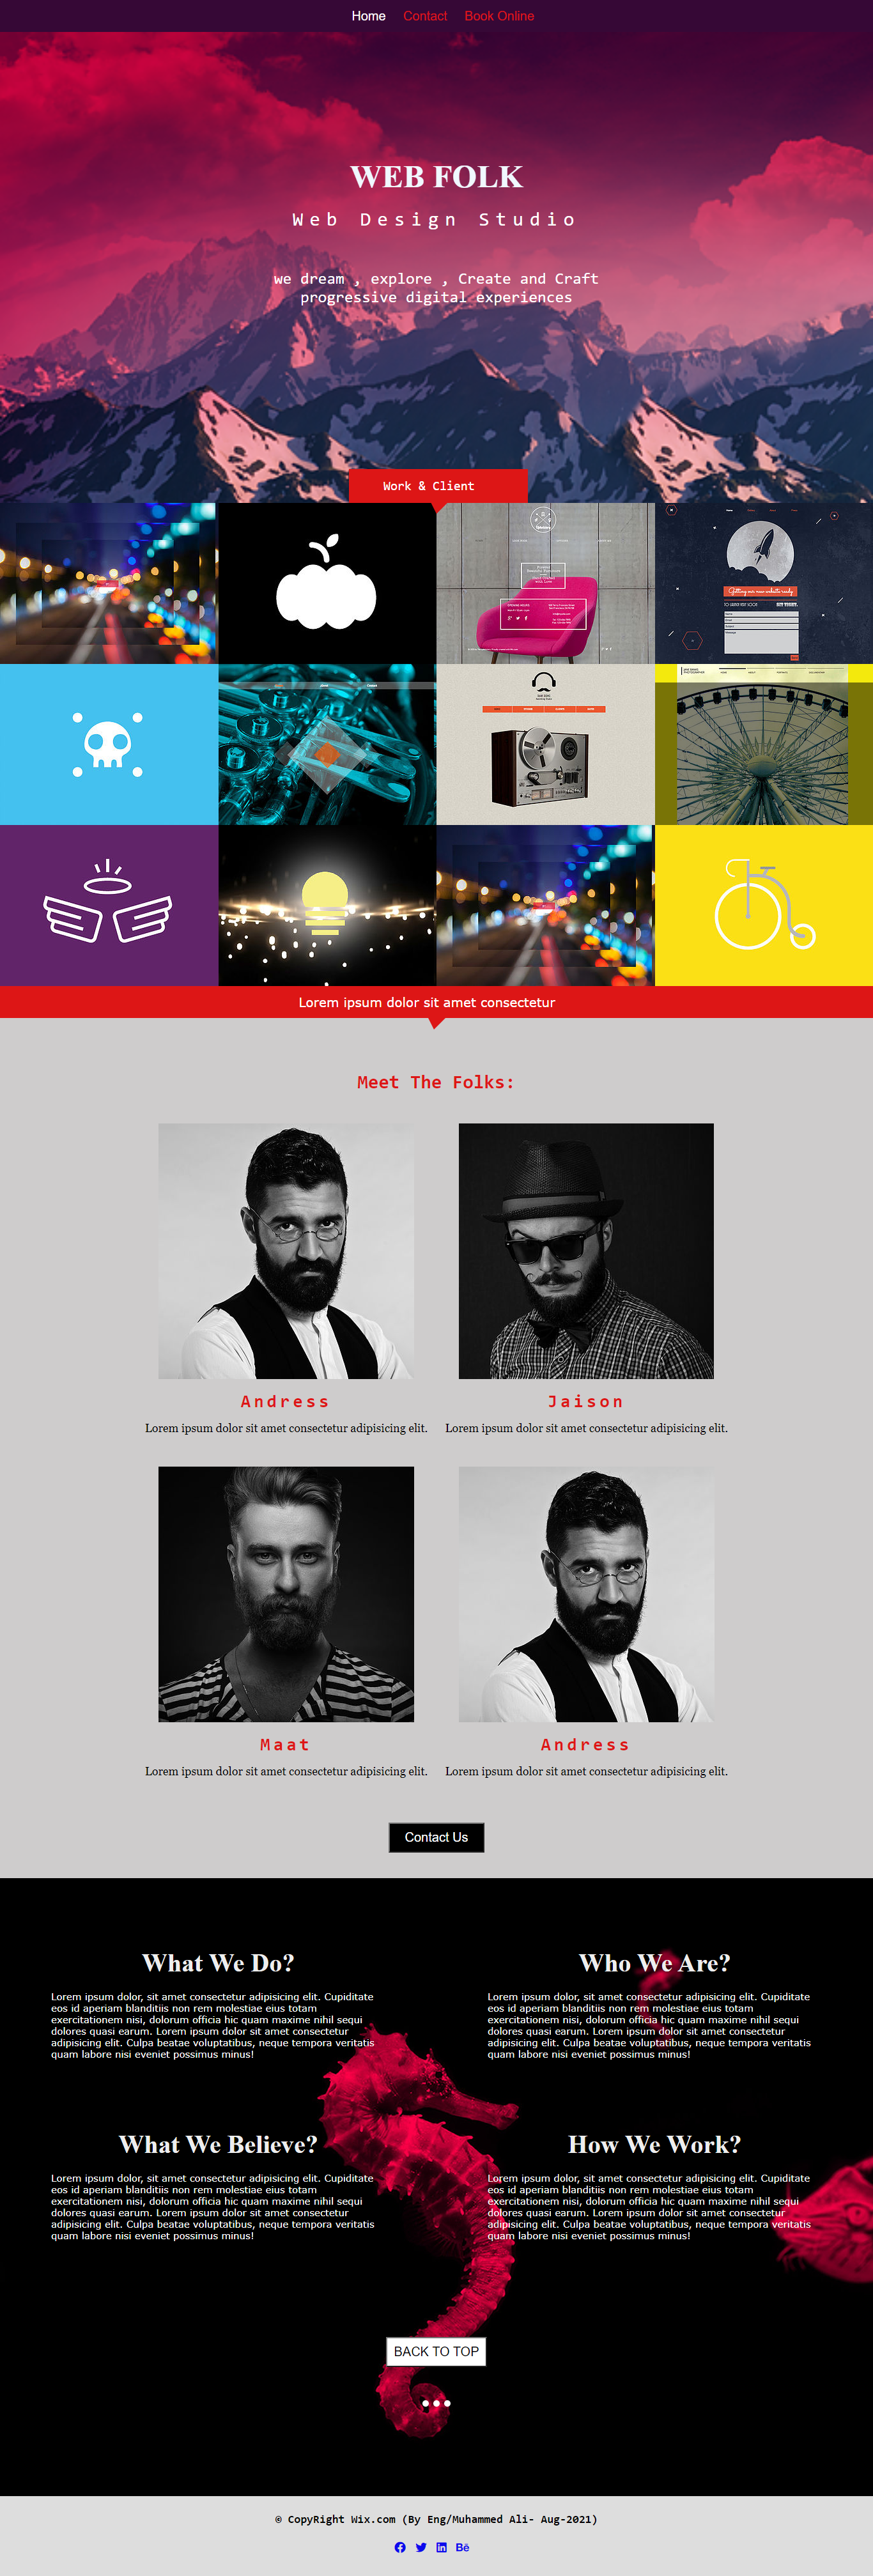 Home Contact Book Online
WEB FOLK
Web Design Studio
we dream , explore , Create and Craft
progressive digital experiences
Work & Client
Getting our new website ready
Lorem ipsum dolor sit amet consectetur
Meet The Folks:
Andress
Lorem ipsum dolor sit amet consectetur adipisicing elit.
Jaison
Lorem ipsum dolor sit amet consectetur adipisicing elit.
Maat
Lorem ipsum dolor sit amet consectetur adipisicing elit.
Andress
Lorem ipsum dolor sit amet consectetur adipisicing elit.
Contact Us
What We Do?
Lorem ipsum dolor, sit amet consectetur adipisicing elit. Cupiditate
eos id aperiam blanditiis non rem molestiae eius totam
exercitationem nisi, dolorum officia hic quam maxime nihil sequi
dolores quasi earum. Lorem ipsum dolor sit amet consectetur
adipisicing elit. Culpa beatae voluptatibus, neque tempora veritatis
quam labore nisi eveniet possimus minus!
Who We Are?
Lorem ipsum dolor, sit amet consectetur adipisicing elit. Cupiditate
eos id aperiam blanditiis non rem molestiae eius totam
exercitationem nisi, dolorum officia hic quam maxime nihil sequi
dolores quasi earum. Lorem ipsum dolor sit amet consectetur
adipisicing elit. Culpa beatae voluptatibus, neque tempora veritatis
quam labore nisi eveniet possimus minus!
What We Believe?
Lorem ipsum dolor, sit amet consectetur adipisicing elit. Cupiditate
eos id aperiam blanditiis non rem molestiae eius totam
exercitationem nisi, dolorum officia hic quam maxime nihil sequi
dolores quasi earum. Lorem ipsum dolor sit amet consectetur
adipisicing elit. Culpa beatae voluptatibus, neque tempora veritatis
quam labore nisi eveniet possimus minus!
How We Work?
Lorem ipsum dolor, sit amet consectetur adipisicing elit. Cupiditate
eos id aperiam blanditiis non rem molestiae eius totam
exercitationem nisi, dolorum officia hic quam maxime nihil sequi
dolores quasi earum. Lorem ipsum dolor sit amet consectetur
adipisicing elit. Culpa beatae voluptatibus, neque tempora veritatis
quam labore nisi eveniet possimus minus!
BACK TO TOP
© CopyRight Wix.com (By Eng/Muhammed Ali- Aug-2021)
Bē